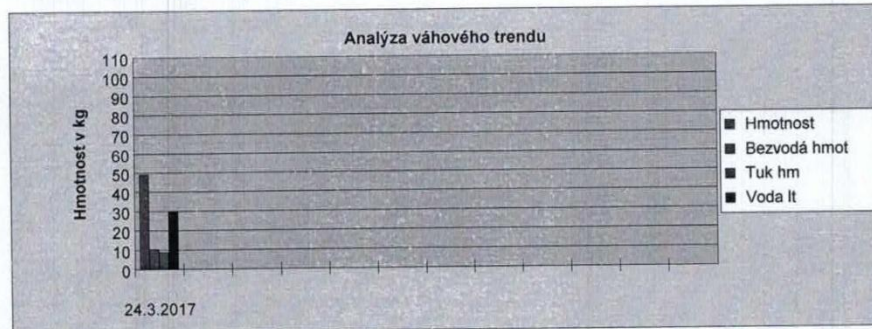 Analýza váhového trendu
Hmotnost v kg
110
100
90
80
70
60
50
40
30
20
10
0
24.3.2017
Hmotnost
Bezvodá hmot
Tuk hm
Voda lt